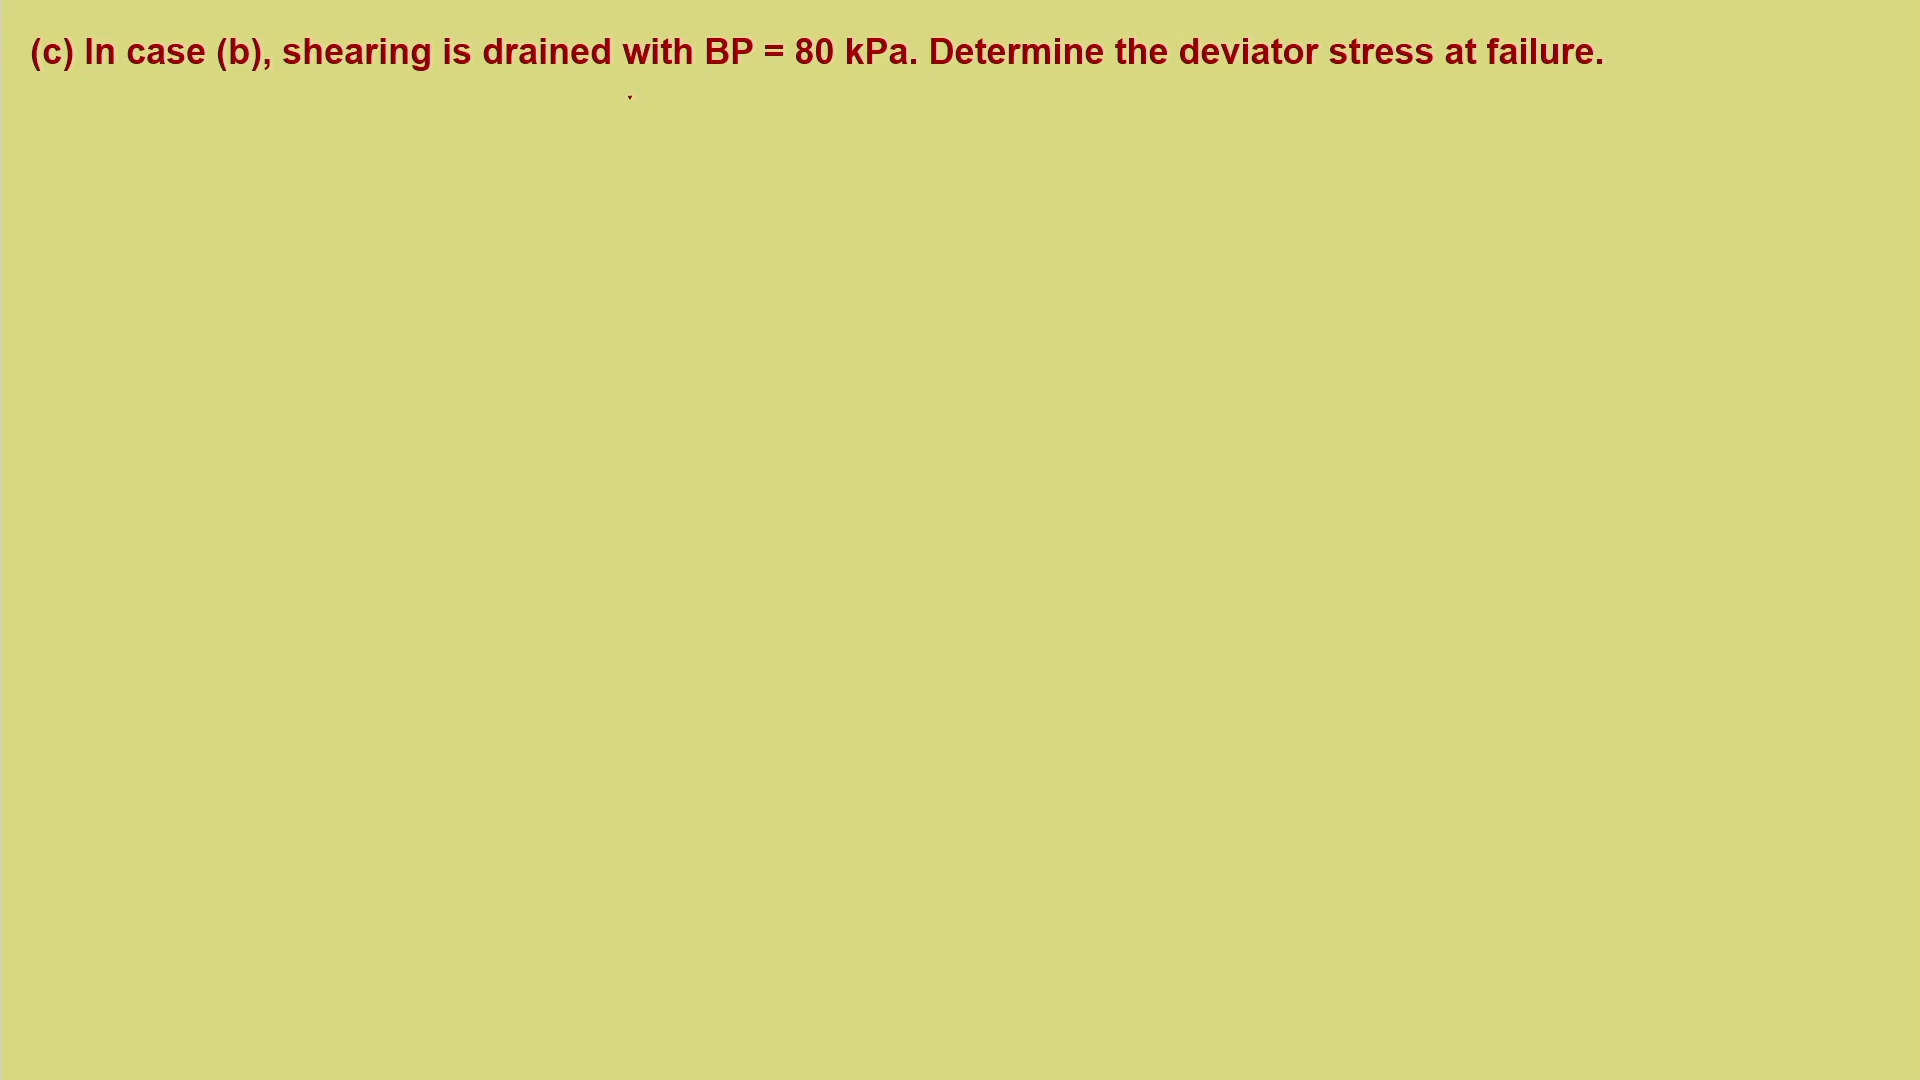 (c) In case (b), shearing is drained with BP = 80 kPa. Determine the deviator stress at failure.